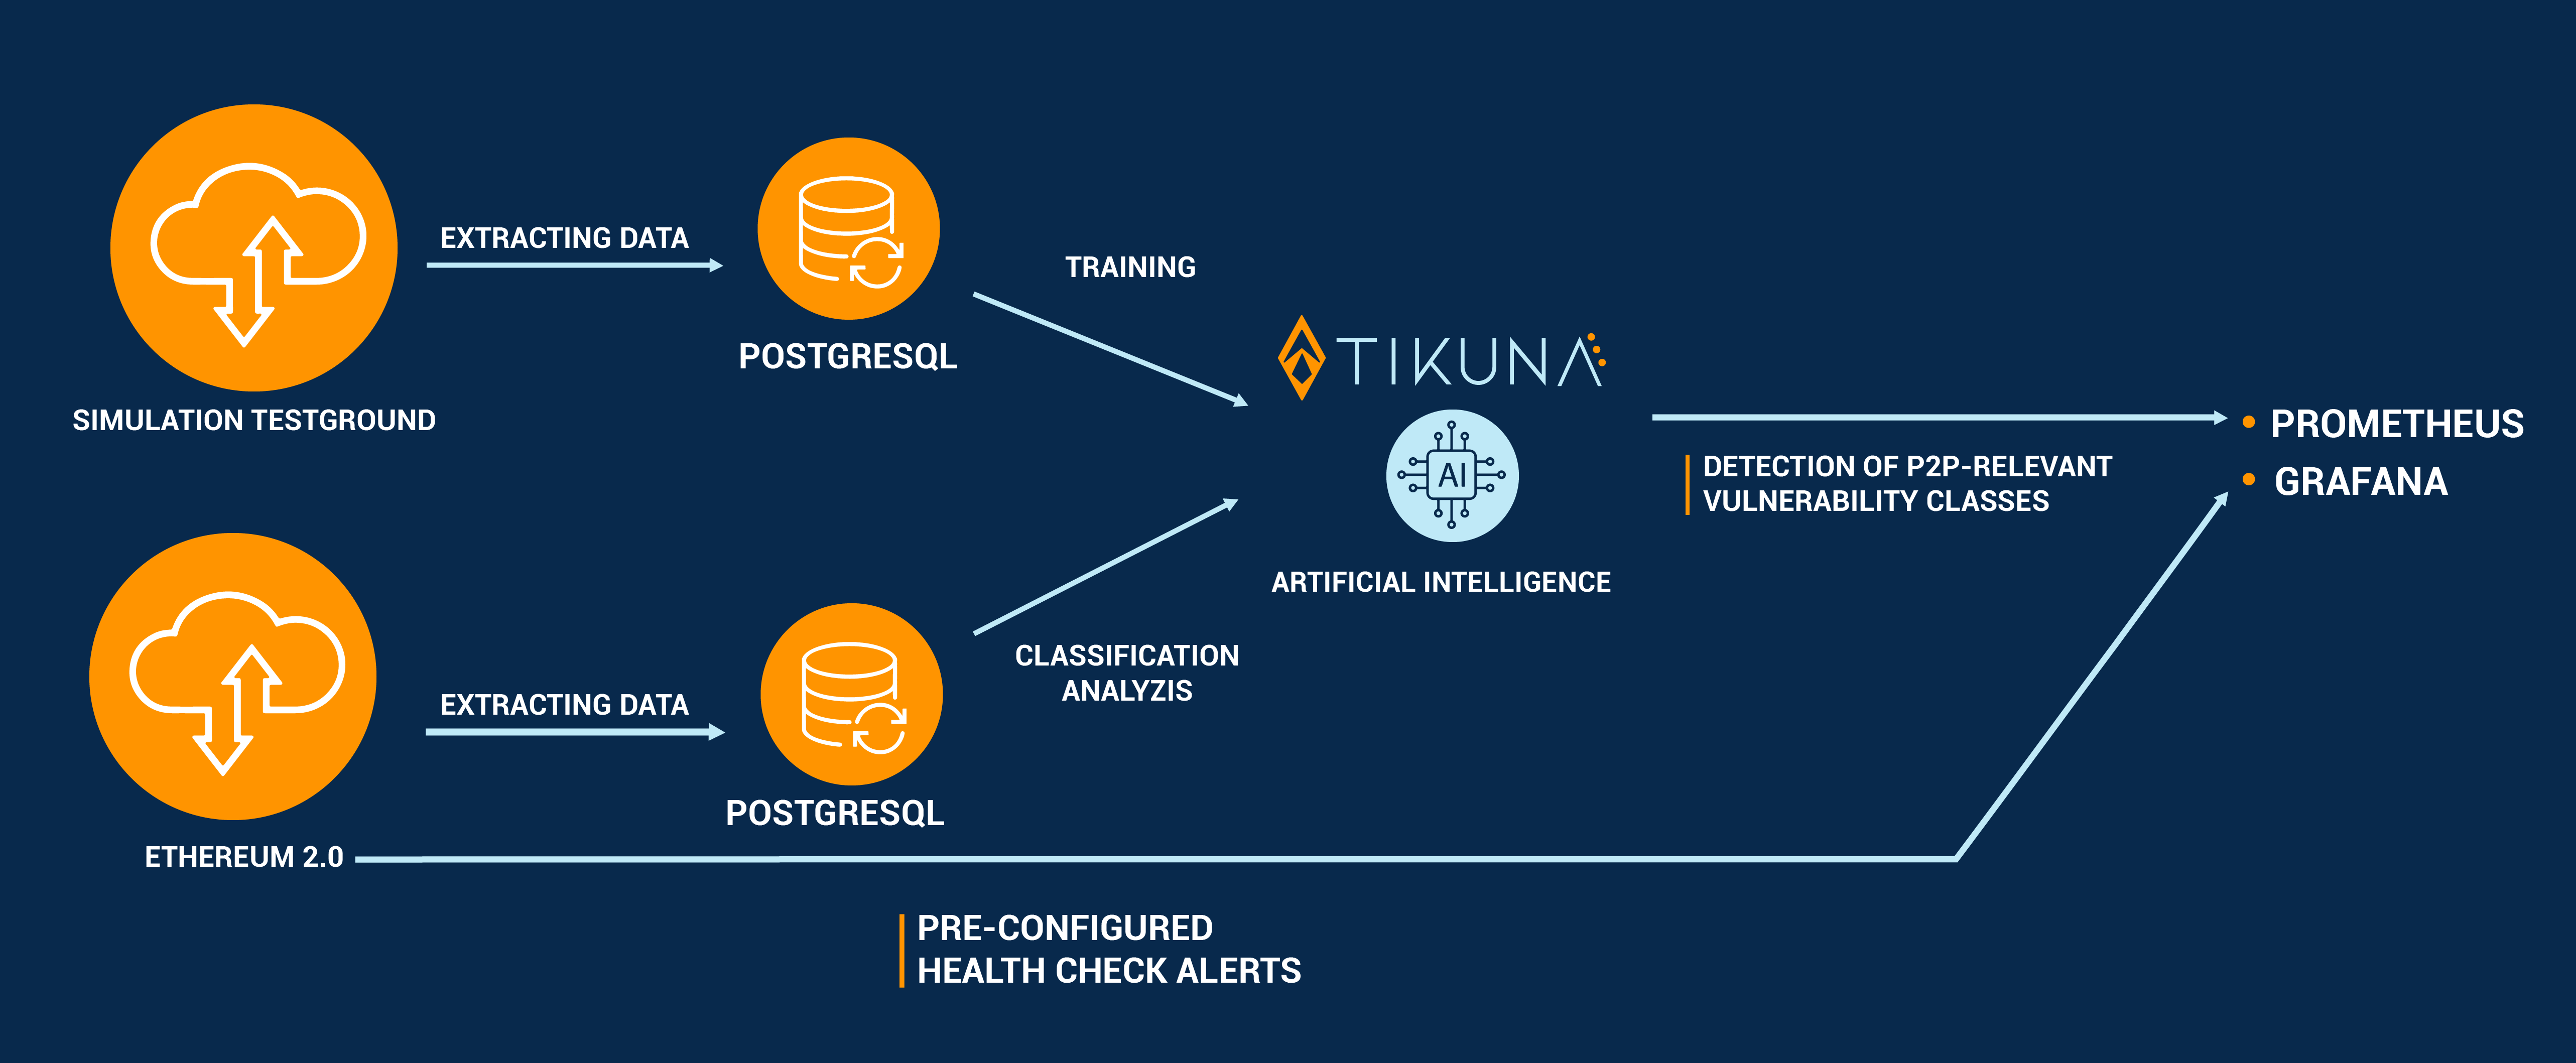 EXTRACTING DATA
POSTGRESQL
SIMULATION TESTGROUND
TRAINING
TIKUNA
AI
ARTIFICIAL INTELLIGENCE
DETECTION OF P2P-RELEVANT
VULNERABILITY CLASSES
PROMETHEUS
GRAFANA
EXTRACTING DATA
POSTGRESQL
CLASSIFICATION
ANALYZIS
ETHEREUM 2.0
PRE-CONFIGURED
HEALTH CHECK ALERTS